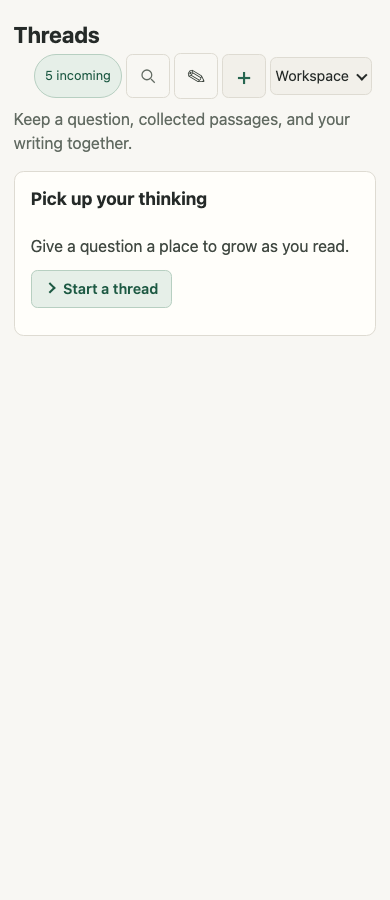 Threads
5 incoming
+
Workspace
Keep a question, collected passages, and your
writing together.
Pick up your thinking
Give a question a place to grow as you read.
Start a thread